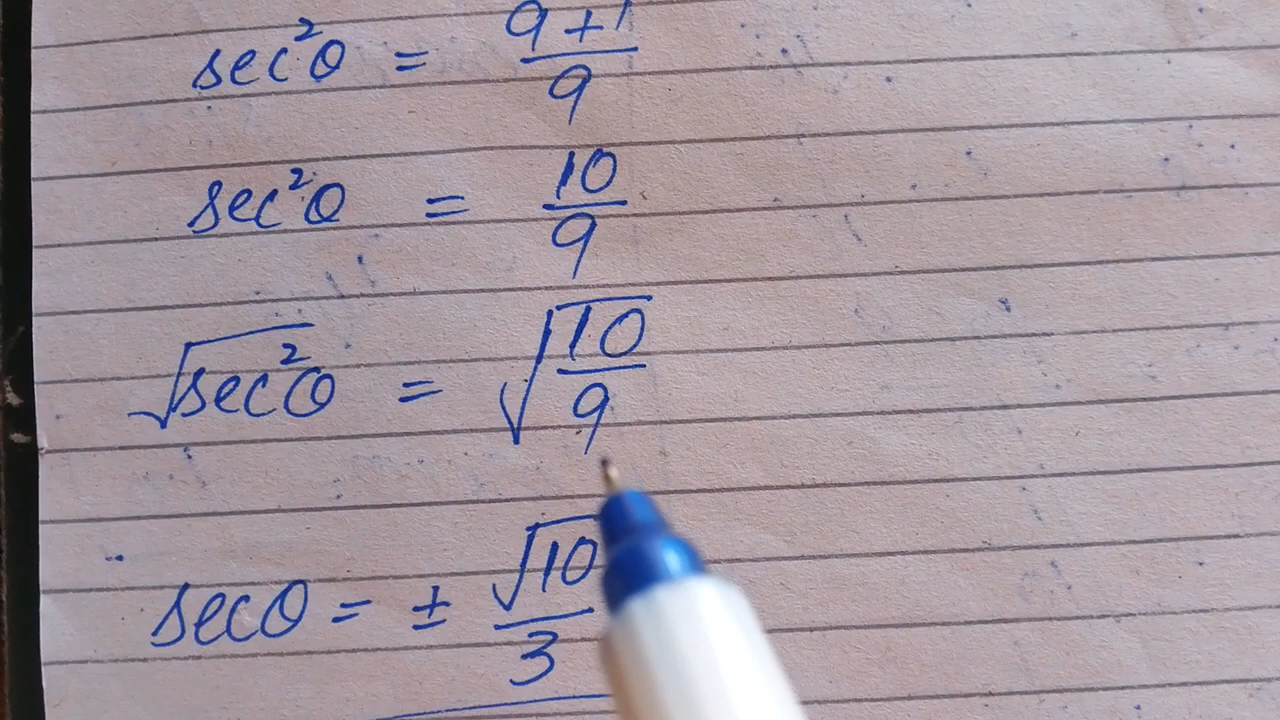 sec²θ = 9+1/9
sec²θ = 10/9
√sec²θ = √10/9
secθ = ± √10/3